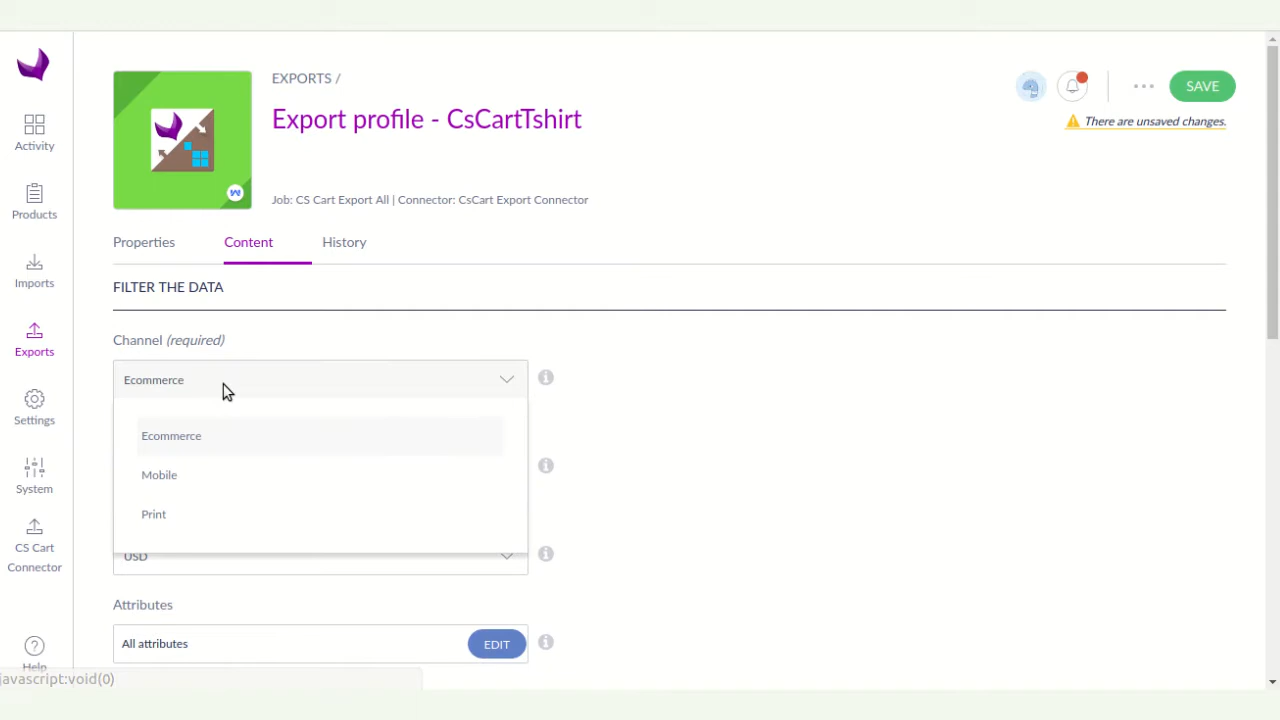 EXPORTS /
Export profile - CsCartTshirt
SAVE
There are unsaved changes.
Job: CS Cart Export All | Connector: CsCart Export Connector
Activity
Products
Imports
Exports
Settings
System
CS Cart
Connector
Help
Properties
Content
History
FILTER THE DATA
Channel (required)
Ecommerce
Ecommerce
Mobile
Print
USD
Attributes
All attributes
EDIT
javascript:void(0)